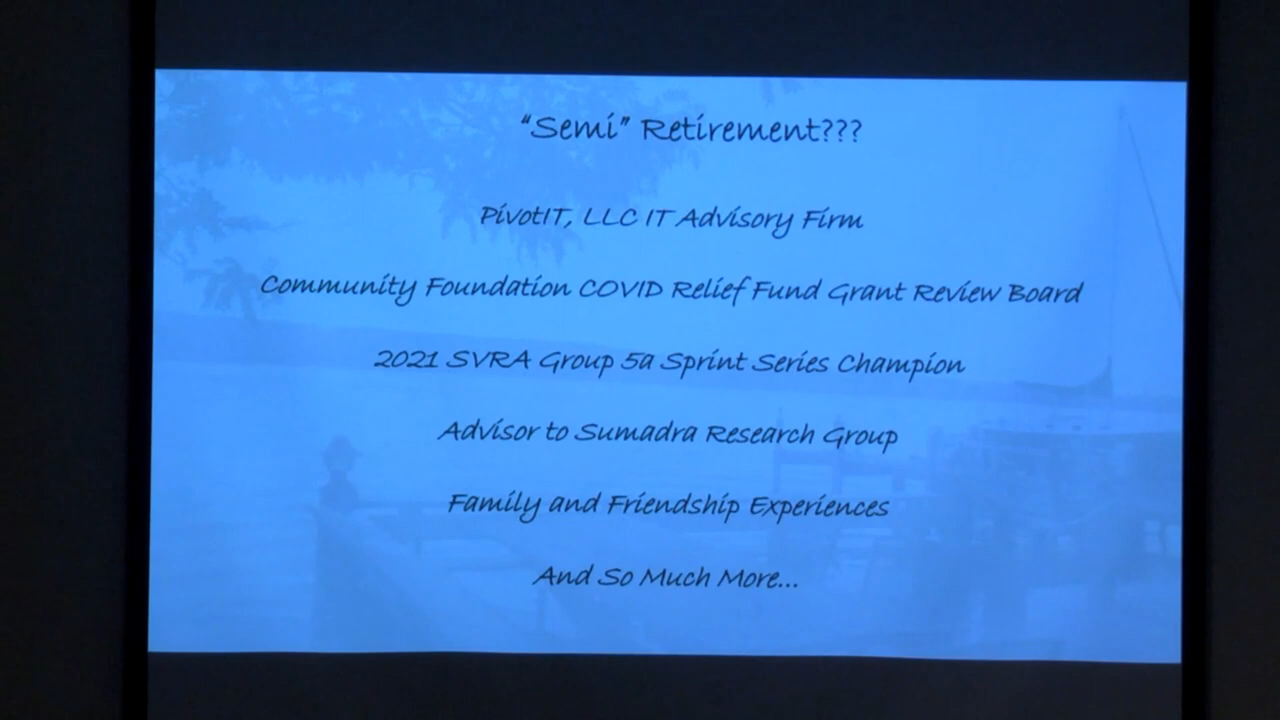 “Semi” Retirement???
PivotIT, LLC IT Advisory Firm
Community Foundation COVID Relief Fund Grant Review Board
2021 SVRA Group 5a Sprint Series Champion
Advisor to Sumadra Research Group
Family and Friendship Experiences
And So Much More...